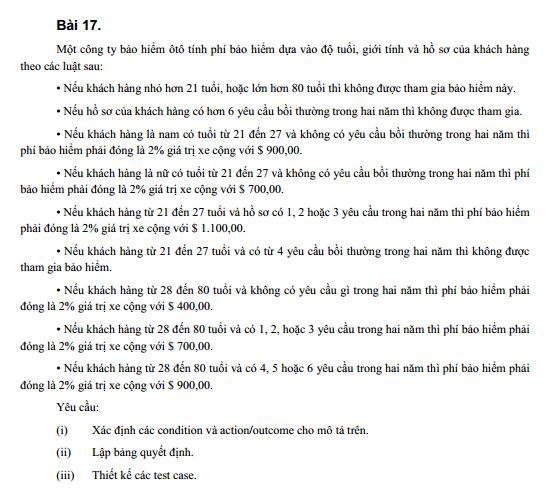 Bài 17.
Một công ty bảo hiểm ôtô tính phí bảo hiểm dựa vào độ tuổi, giới tính và hồ sơ của khách hàng
theo các luật sau:
• Nếu khách hàng nhỏ hơn 21 tuổi, hoặc lớn hơn 80 tuổi thì không được tham gia bảo hiểm này.
• Nếu hồ sơ của khách hàng có hơn 6 yêu cầu bồi thường trong hai năm thì không được tham gia.
• Nếu khách hàng là nam có tuổi từ 21 đến 27 và không có yêu cầu bồi thường trong hai năm thì
phí bảo hiểm phải đóng là 2% giá trị xe cộng với $ 900,00.
• Nếu khách hàng là nữ có tuổi từ 21 đến 27 và không có yêu cầu bồi thường trong hai năm thì phí
bảo hiểm phải đóng là 2% giá trị xe cộng với $ 700,00.
• Nếu khách hàng từ 21 đến 27 tuổi và hồ sơ có 1, 2 hoặc 3 yêu cầu trong hai năm thì phí bảo hiểm
phải đóng là 2% giá trị xe cộng với $ 1.100,00.
• Nếu khách hàng từ 21 đến 27 tuổi và có từ 4 yêu cầu bồi thường trong hai năm thì không được
tham gia bảo hiểm.
• Nếu khách hàng từ 28 đến 80 tuổi và không có yêu cầu gì trong hai năm thì phí bảo hiểm phải
đóng là 2% giá trị xe cộng với $ 400,00.
• Nếu khách hàng từ 28 đến 80 tuổi và có 1, 2, hoặc 3 yêu cầu trong hai năm thì phí bảo hiểm phải
đóng là 2% giá trị xe cộng với $ 700,00.
• Nếu khách hàng từ 28 đến 80 tuổi và có 4, 5 hoặc 6 yêu cầu trong hai năm thì phí bảo hiểm phải
đóng là 2% giá trị xe cộng với $ 900,00.
Yêu cầu:
(i) Xác định các condition và action/outcome cho mô tả trên.
(ii) Lập bảng quyết định.
(iii) Thiết kế các test case.